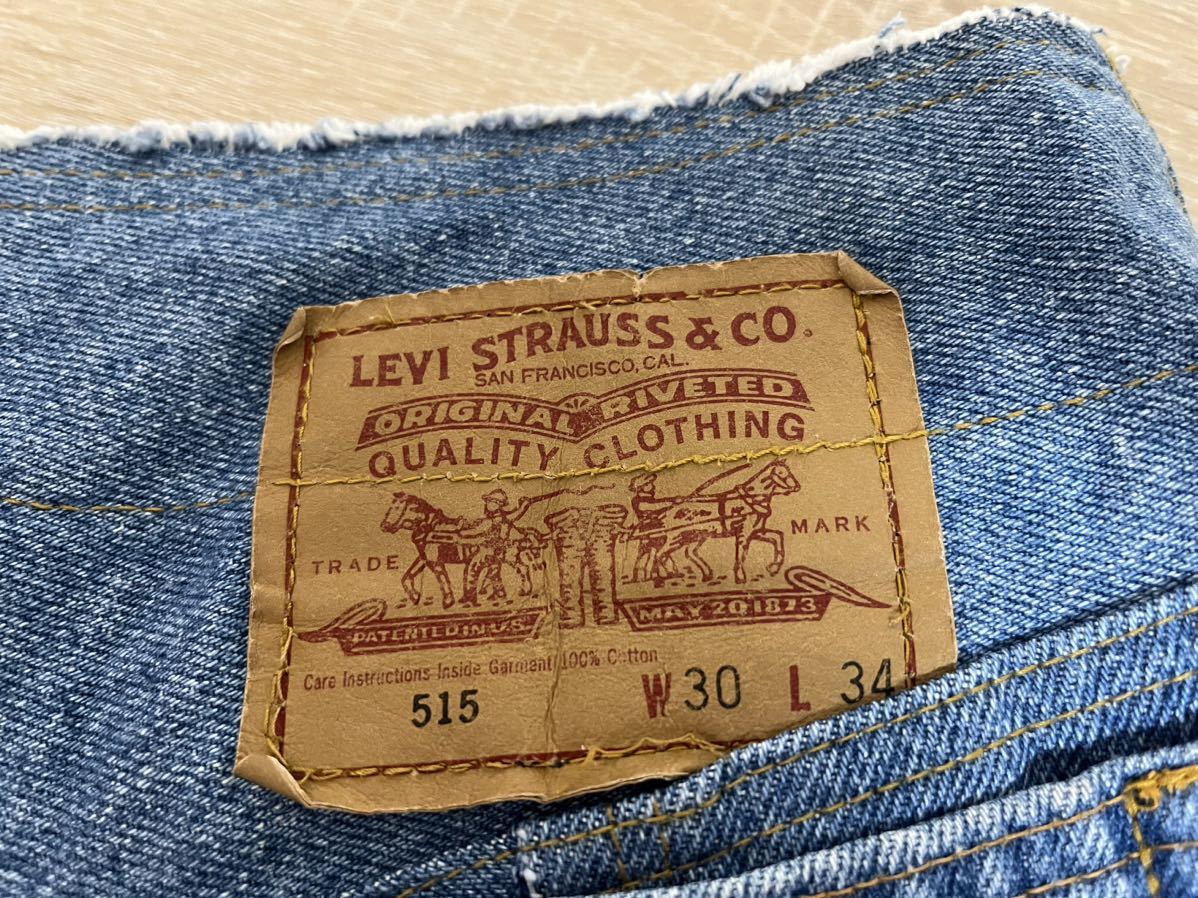 LEVI STRAUSS & CO.
SAN FRANCISCO, CAL.
ORIGINAL RIVETED
QUALITY CLOTHING
TRADE MARK
PATENTED IN U.S. MAY 20 1873
Care Instructions Inside Garment 100% Cotton
515 W 30 L 34